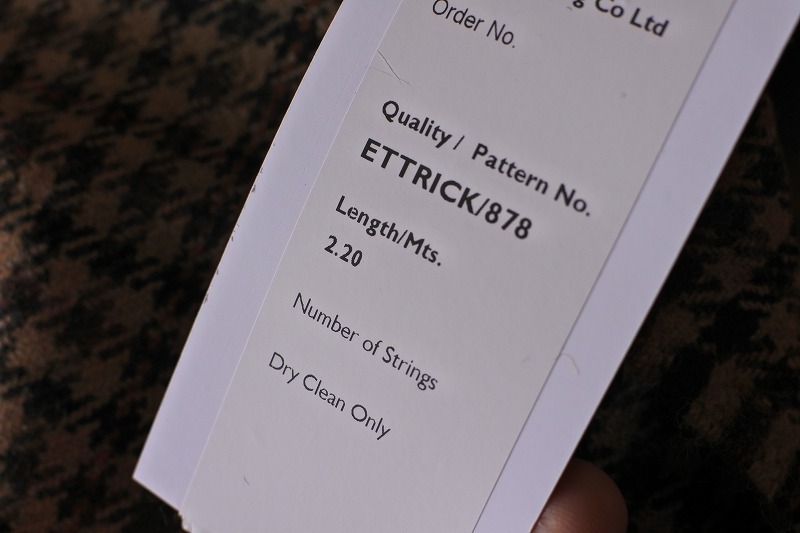 Co Ltd
Order No.
Quality / Pattern No.
ETTRICK/878
Length/Mts.
2.20
Number of Strings
Dry Clean Only